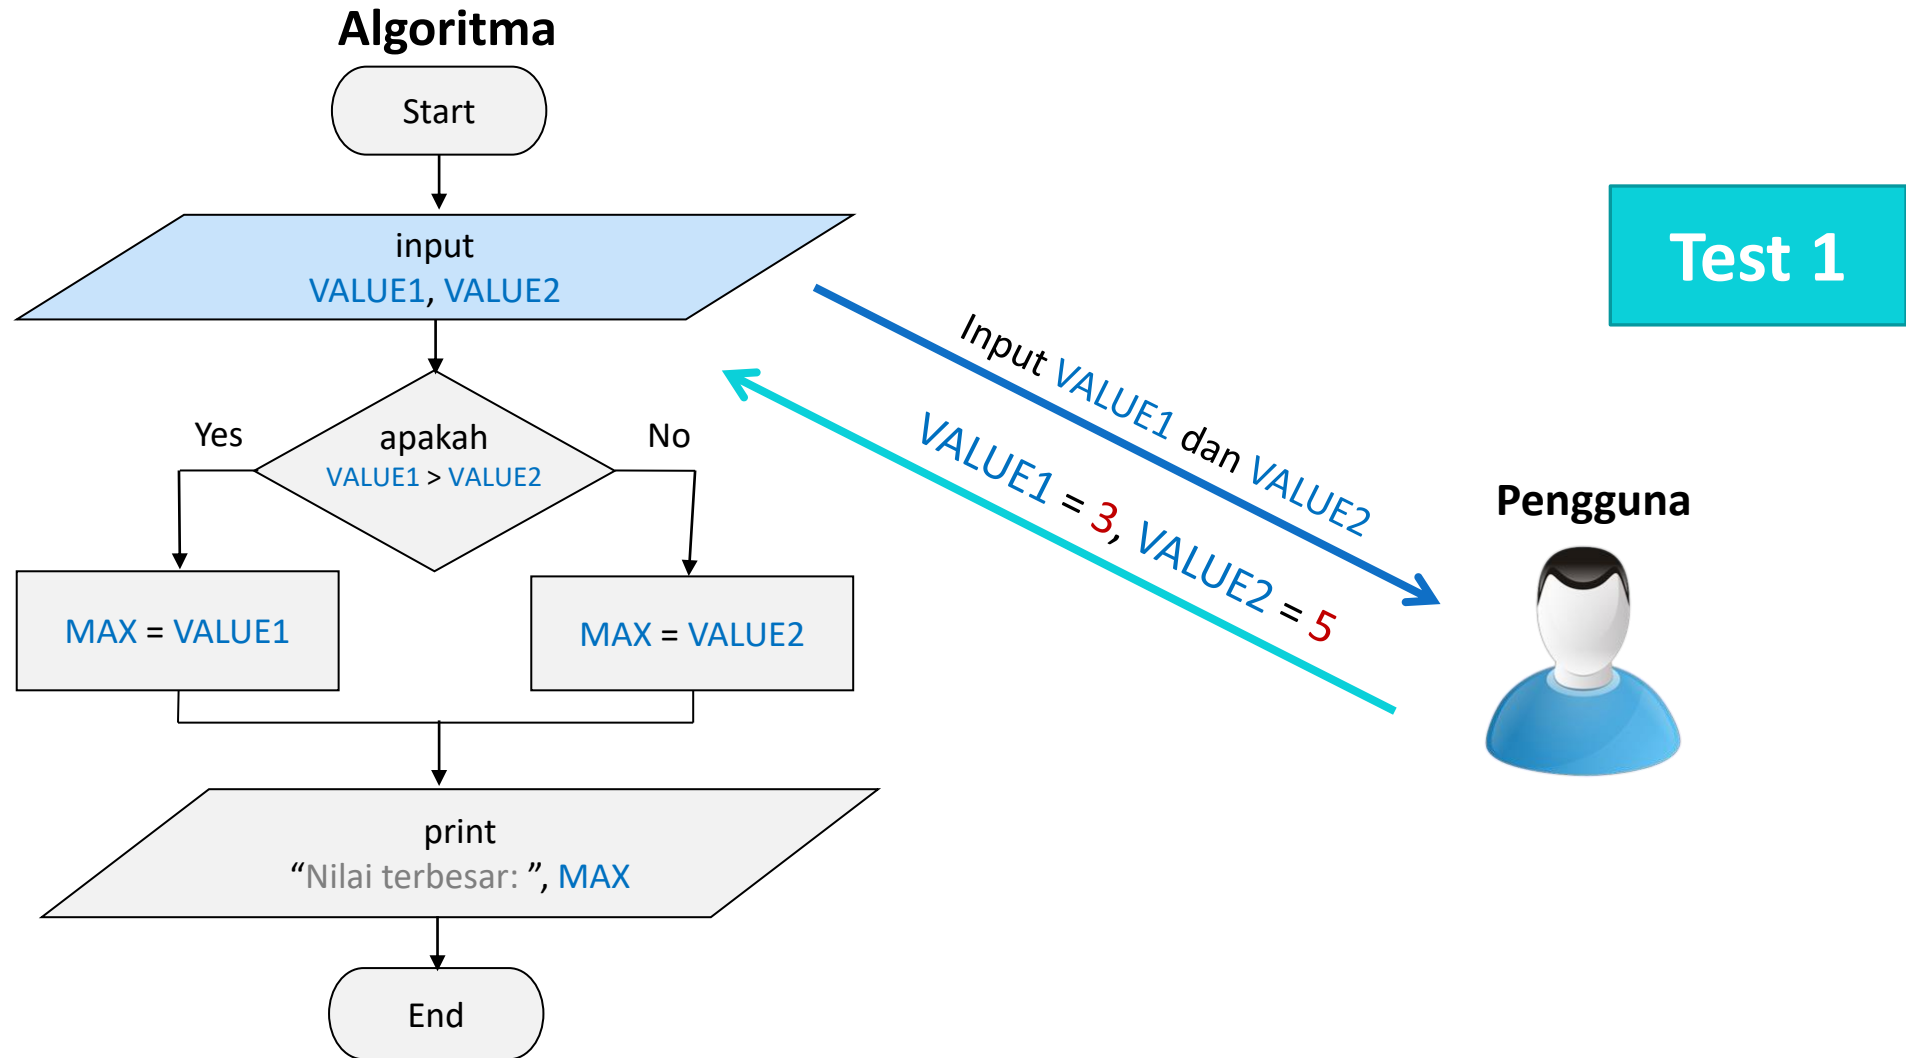 Algoritma
Start
input
VALUE1, VALUE2
Test 1
Input VALUE1 dan VALUE2
VALUE1 = 3, VALUE2 = 5
Yes
apakah
VALUE1 > VALUE2
No
Pengguna
MAX = VALUE1
MAX = VALUE2
print
“Nilai terbesar: ”, MAX
End